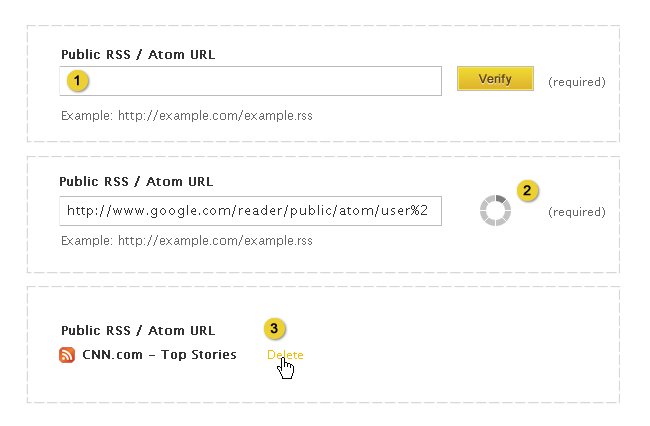 Public RSS / Atom URL
1
Verify
(required)
Example: http://example.com/example.rss
Public RSS / Atom URL
2
http://www.google.com/reader/public/atom/user%2
(required)
Example: http://example.com/example.rss
Public RSS / Atom URL
3
CNN.com – Top Stories
Delete